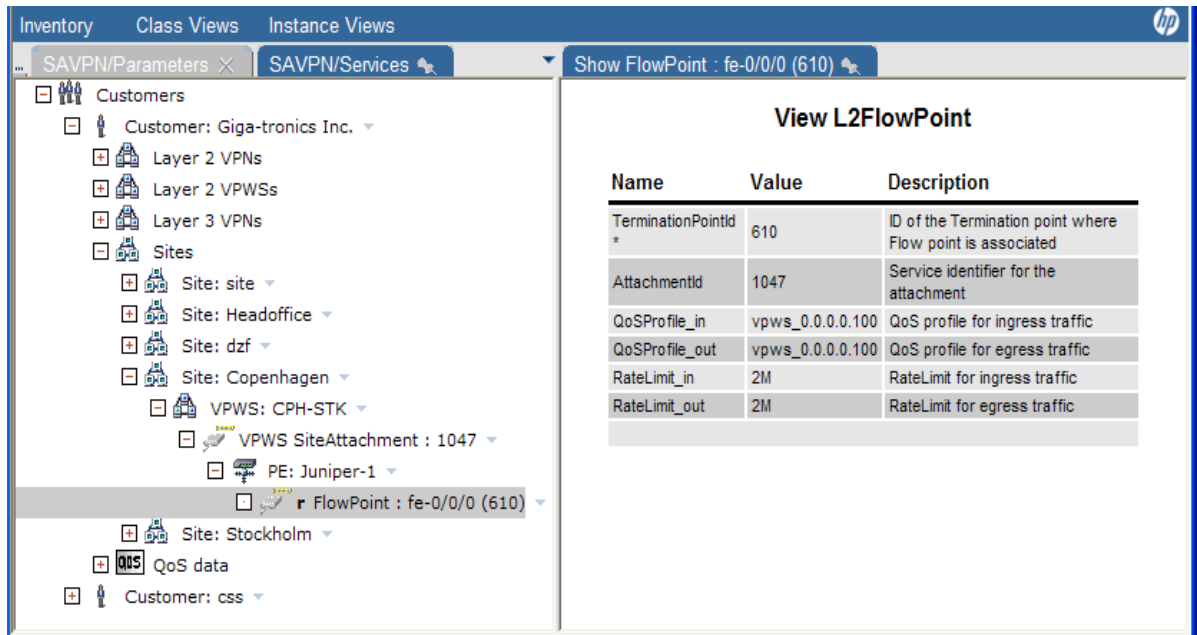 Inventory Class Views Instance Views hp
... SAVPN/Parameters SAVPN/Services Show FlowPoint : fe-0/0/0 (610)
Customers
Customer: Giga-tronics Inc.
Layer 2 VPNs
Layer 2 VPWSs
Layer 3 VPNs
Sites
Site: site
Site: Headoffice
Site: dzf
Site: Copenhagen
VPWS: CPH-STK
VPWS SiteAttachment : 1047
PE: Juniper-1
r FlowPoint : fe-0/0/0 (610)
Site: Stockholm
QoS QoS data
Customer: css
View L2FlowPoint
Name Value Description
TerminationPointId * 610 ID of the Termination point where
Flow point is associated
AttachmentId 1047 Service identifier for the
attachment
QoSProfile_in vpws_0.0.0.0.100 QoS profile for ingress traffic
QoSProfile_out vpws_0.0.0.0.100 QoS profile for egress traffic
RateLimit_in 2M RateLimit for ingress traffic
RateLimit_out 2M RateLimit for egress traffic